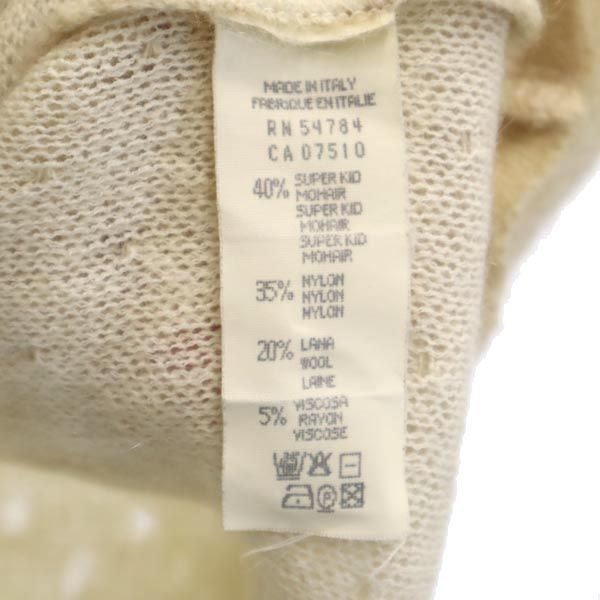 MADE IN ITALY
FABRIQUE EN ITALIE
RN 54784
CA 07510
40% SUPER KID
MOHAIR
SUPER KID
MOHAIR
SUPER KID
MOHAIR
35% NYLON
NYLON
NYLON
20% LANA
WOOL
LAINE
5% VISCOSA
RAYON
VISCOSE
P